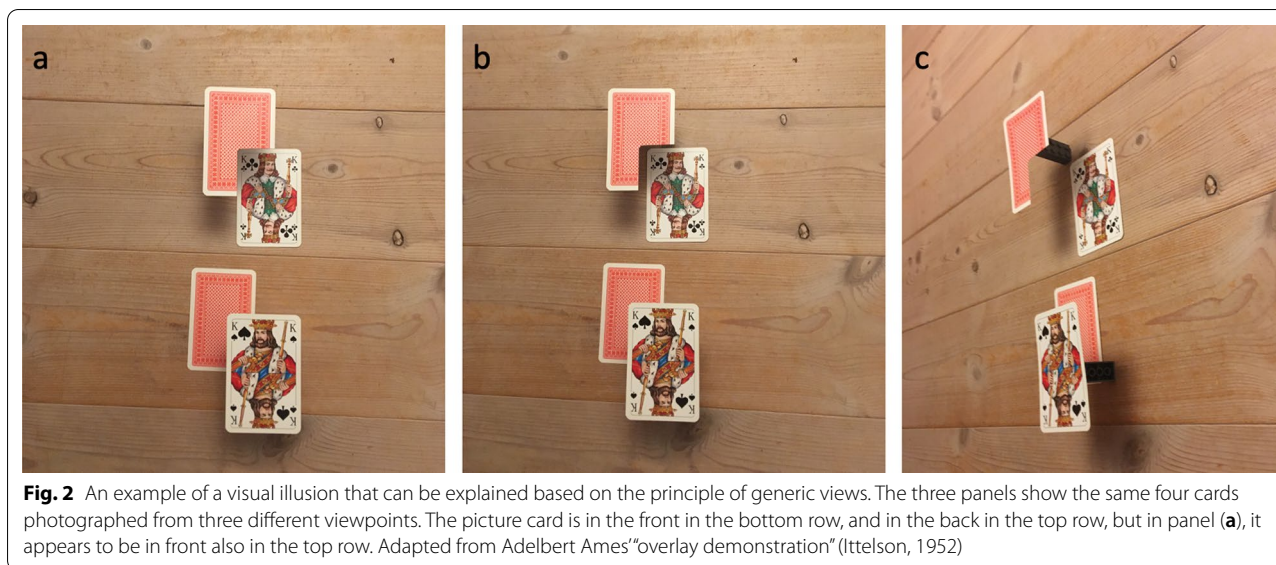 a
b
c
K K
K
K K
K
K K
K
K K
K
K
K
K K
K
Fig. 2 An example of a visual illusion that can be explained based on the principle of generic views. The three panels show the same four cards
photographed from three different viewpoints. The picture card is in the front in the bottom row, and in the back in the top row, but in panel (a), it
appears to be in front also in the top row. Adapted from Adelbert Ames’“overlay demonstration” (Ittelson, 1952)